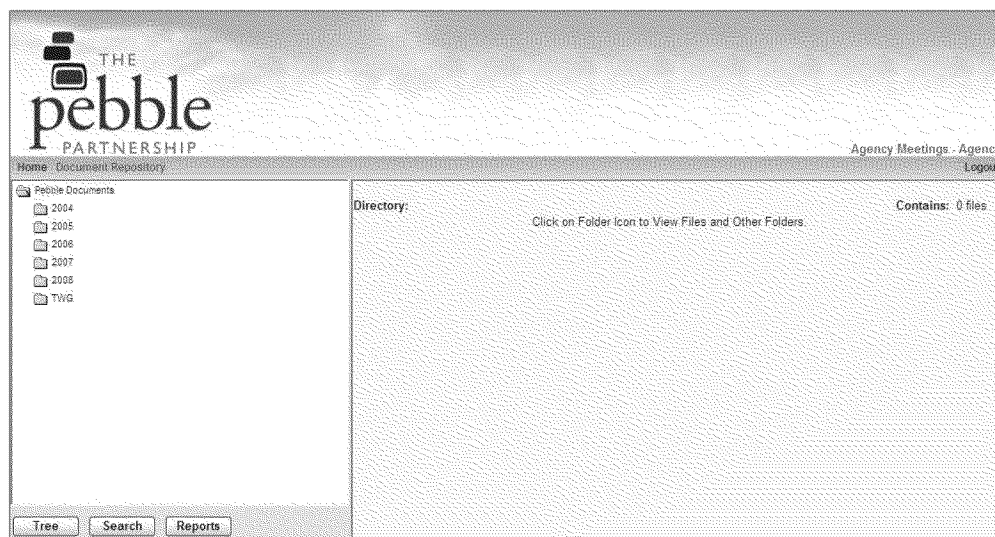 THE
pebble
PARTNERSHIP
Agency Meetings - Agenc
Home Document Repository
Logou
Pebble Documents
2004
2005
2006
2007
2008
TWG
Directory:
Contains: 0 files
Click on Folder Icon to View Files and Other Folders.
Tree Search Reports